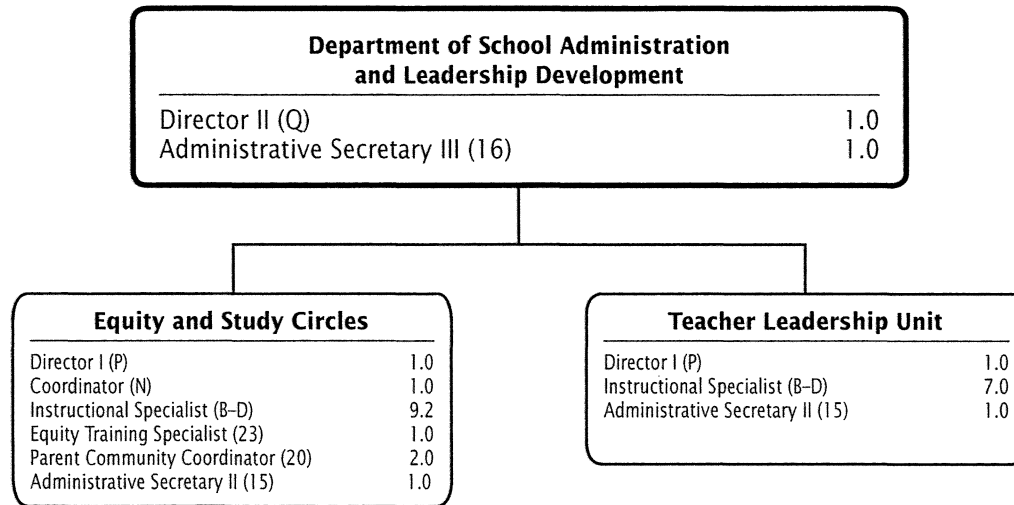 Department of School Administration
and Leadership Development
Director II (Q) 1.0
Administrative Secretary III (16) 1.0
Equity and Study Circles
Director I (P) 1.0
Coordinator (N) 1.0
Instructional Specialist (B–D) 9.2
Equity Training Specialist (23) 1.0
Parent Community Coordinator (20) 2.0
Administrative Secretary II (15) 1.0
Teacher Leadership Unit
Director I (P) 1.0
Instructional Specialist (B–D) 7.0
Administrative Secretary II (15) 1.0